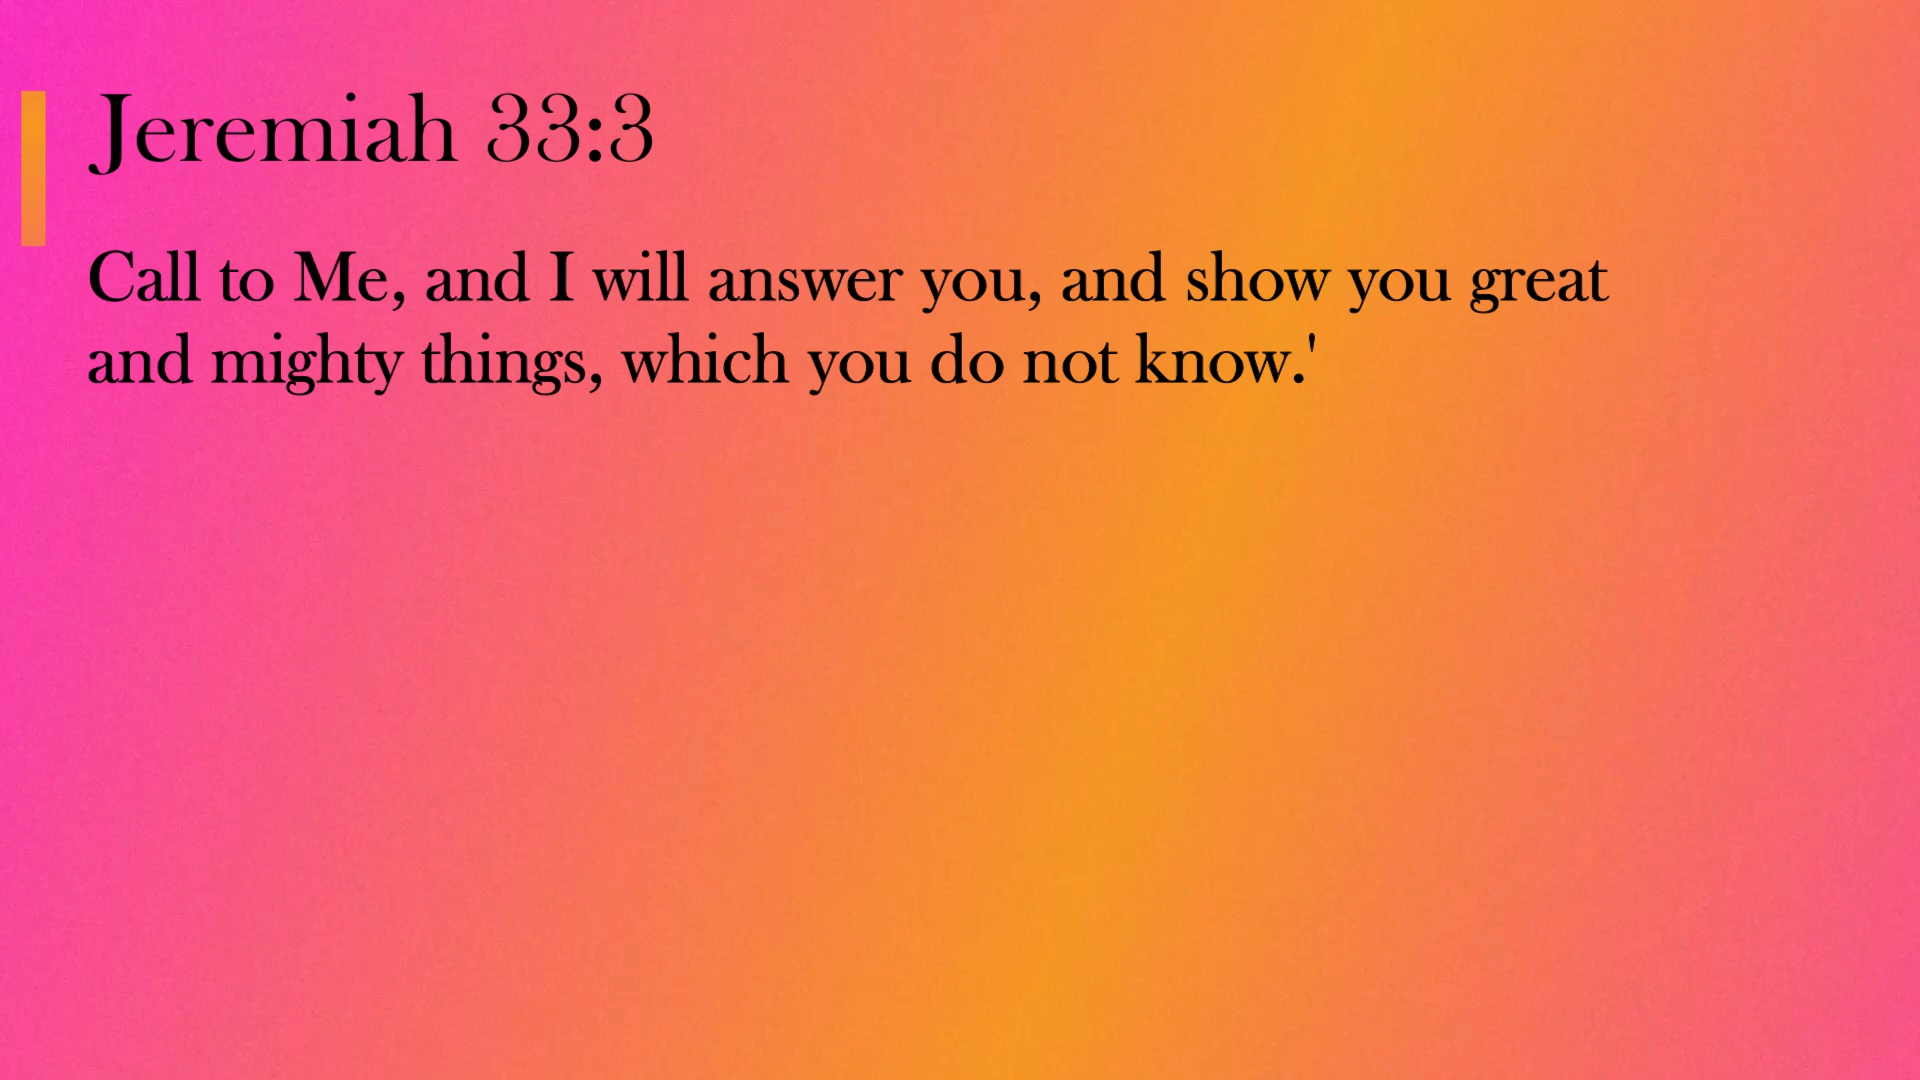 Jeremiah 33:3
Call to Me, and I will answer you, and show you great
and mighty things, which you do not know.'